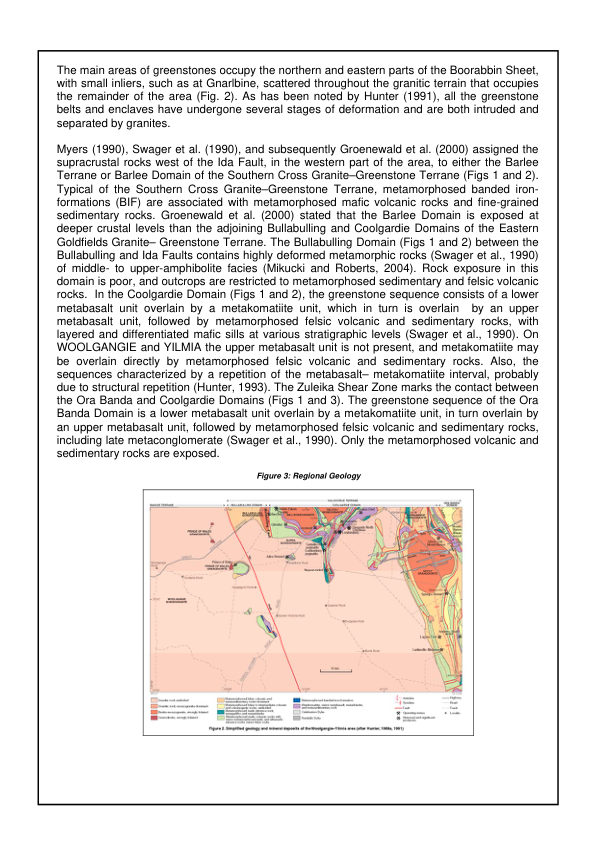 The main areas of greenstones occupy the northern and eastern parts of the Boorabbin Sheet,
with small inliers, such as at Gnarlbine, scattered throughout the granitic terrain that occupies
the remainder of the area (Fig. 2). As has been noted by Hunter (1991), all the greenstone
belts and enclaves have undergone several stages of deformation and are both intruded and
separated by granites.
Myers (1990), Swager et al. (1990), and subsequently Groenewald et al. (2000) assigned the
supracrustal rocks west of the Ida Fault, in the western part of the area, to either the Barlee
Terrane or Barlee Domain of the Southern Cross Granite–Greenstone Terrane (Figs 1 and 2).
Typical of the Southern Cross Granite–Greenstone Terrane, metamorphosed banded iron-
formations (BIF) are associated with metamorphosed mafic volcanic rocks and fine-grained
sedimentary rocks. Groenewald et al. (2000) stated that the Barlee Domain is exposed at
deeper crustal levels than the adjoining Bullabulling and Coolgardie Domains of the Eastern
Goldfields Granite– Greenstone Terrane. The Bullabulling Domain (Figs 1 and 2) between the
Bullabulling and Ida Faults contains highly deformed metamorphic rocks (Swager et al., 1990)
of middle- to upper-amphibolite facies (Mikucki and Roberts, 2004). Rock exposure in this
domain is poor, and outcrops are restricted to metamorphosed sedimentary and felsic volcanic
rocks. In the Coolgardie Domain (Figs 1 and 2), the greenstone sequence consists of a lower
metabasalt unit overlain by a metakomatiite unit, which in turn is overlain by an upper
metabasalt unit, followed by metamorphosed felsic volcanic and sedimentary rocks, with
layered and differentiated mafic sills at various stratigraphic levels (Swager et al., 1990). On
WOOLGANGIE and YILMIA the upper metabasalt unit is not present, and metakomatiite may
be overlain directly by metamorphosed felsic volcanic and sedimentary rocks. Also, the
sequences characterized by a repetition of the metabasalt– metakomatiite interval, probably
due to structural repetition (Hunter, 1993). The Zuleika Shear Zone marks the contact between
the Ora Banda and Coolgardie Domains (Figs 1 and 3). The greenstone sequence of the Ora
Banda Domain is a lower metabasalt unit overlain by a metakomatiite unit, in turn overlain by
an upper metabasalt unit, followed by metamorphosed felsic volcanic and sedimentary rocks,
including late metaconglomerate (Swager et al., 1990). Only the metamorphosed volcanic and
sedimentary rocks are exposed.
Figure 3: Regional Geology
Figure 2. Simplified geology and mineral deposits of the Woolgangie–Yilmia area (after Hunter, 1988a, 1991)